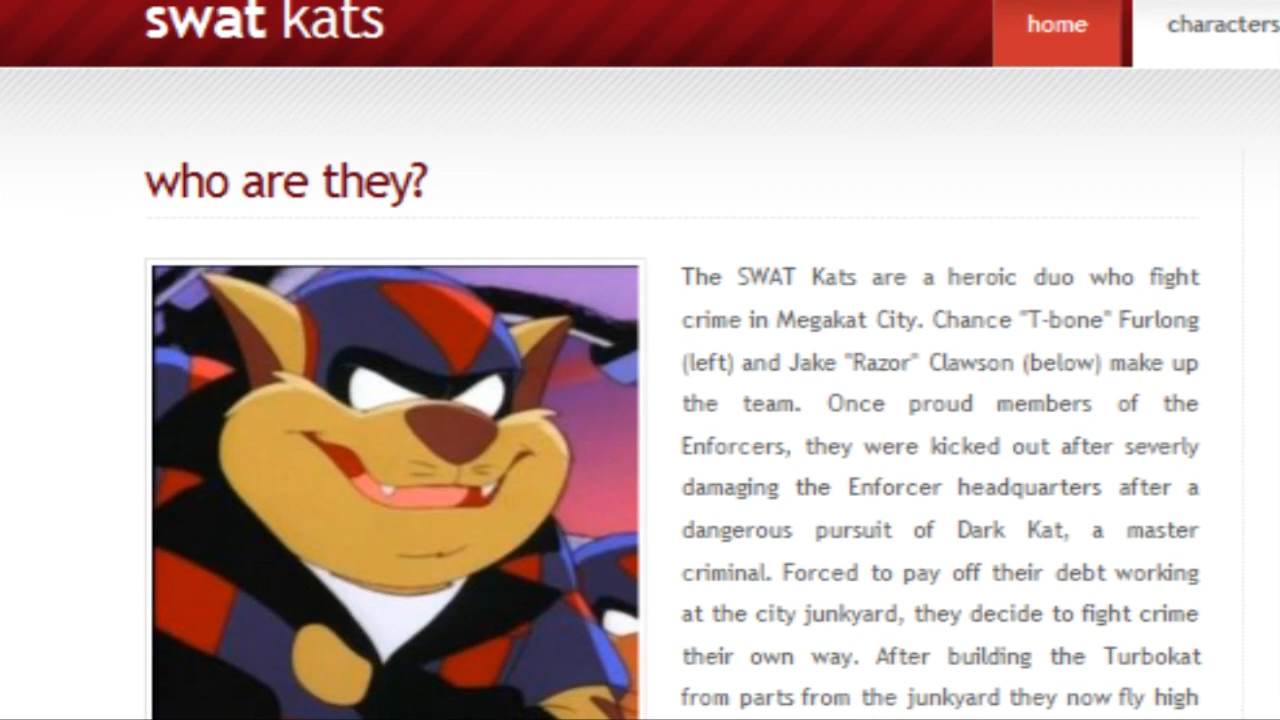 swat kats
home
characters
who are they?
The SWAT Kats are a heroic duo who fight
crime in Megakat City. Chance "T-bone" Furlong
(left) and Jake "Razor" Clawson (below) make up
the team. Once proud members of the
Enforcers, they were kicked out after severly
damaging the Enforcer headquarters after a
dangerous pursuit of Dark Kat, a master
criminal. Forced to pay off their debt working
at the city junkyard, they decide to fight crime
their own way. After building the Turbokat
from parts from the junkyard they now fly high